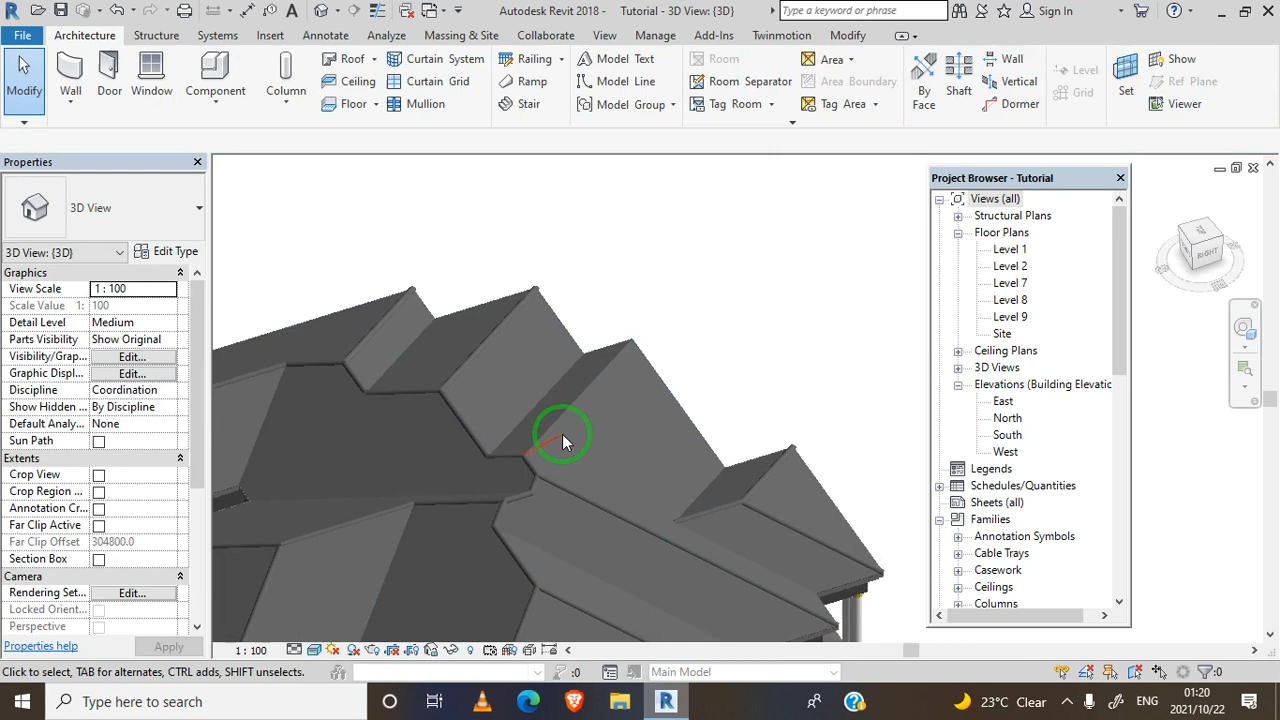 Autodesk Revit 2018 -
Tutorial - 3D View: {3D}
Type a keyword or phrase
Sign In
File
Architecture
Structure
Systems
Insert
Annotate
Analyze
Massing & Site
Collaborate
View
Manage
Add-Ins
Twinmotion
Modify
Modify
Wall
Door
Window
Component
Column
Roof
Ceiling
Floor
Curtain System
Curtain Grid
Mullion
Railing
Ramp
Stair
Model Text
Model Line
Model Group
Room
Room Separator
Tag Room
Area
Area Boundary
Tag Area
By
Face
Shaft
Wall
Vertical
Dormer
Level
Grid
Set
Show
Ref Plane
Viewer
Properties
3D View
3D View: {3D}
Edit Type
Graphics
View Scale
1 : 100
Scale Value 1:
100
Detail Level
Medium
Parts Visibility
Show Original
Visibility/Grap...
Edit...
Graphic Displ...
Edit...
Discipline
Coordination
Show Hidden ...
By Discipline
Default Analy...
None
Sun Path
Extents
Crop View
Crop Region ...
Annotation Cr...
Far Clip Active
Far Clip Offset
304800.0
Section Box
Camera
Rendering Set...
Edit...
Locked Orient...
Perspective
Properties help
Apply
Project Browser - Tutorial
Views (all)
Structural Plans
Floor Plans
Level 1
Level 2
Level 7
Level 8
Level 9
Site
Ceiling Plans
3D Views
Elevations (Building Elevatic
East
North
South
West
Legends
Schedules/Quantities
Sheets (all)
Families
Annotation Symbols
Cable Trays
Casework
Ceilings
Columns
RIGHT
1 : 100
Click to select, TAB for alternates, CTRL adds, SHIFT unselects.
:0
Main Model
:0
Type here to search
23°C Clear
ENG
01:20
2021/10/22